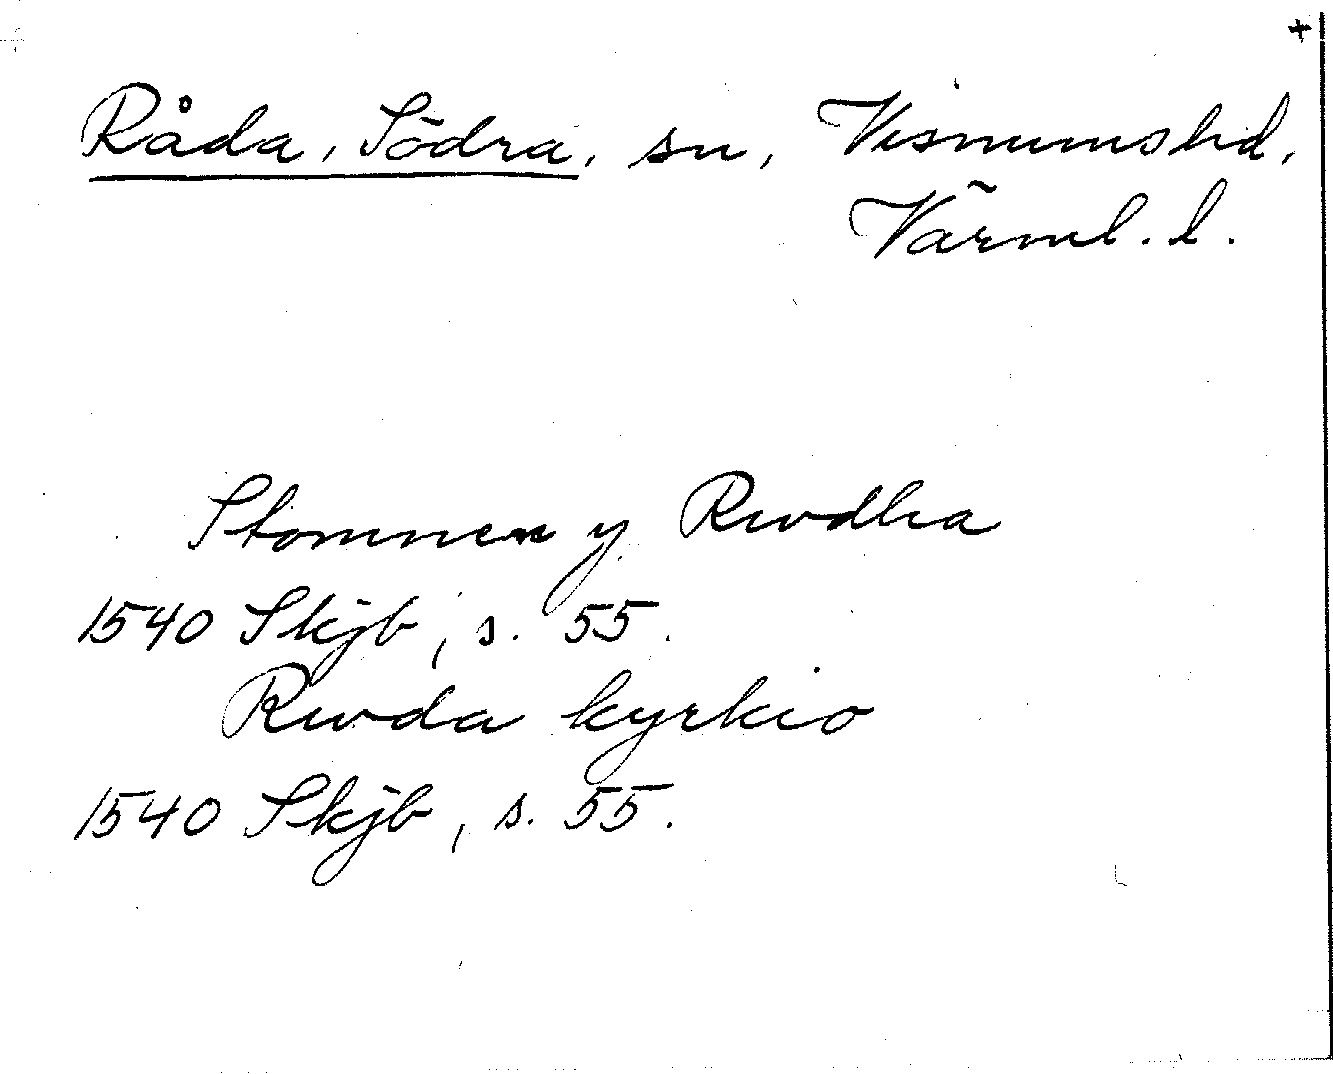 +
Råda, Södra, sn, Visnumshd,
Värml. l.
Stommen y Rwdha
1540 Skjb, s. 55.
Rwda kyrkio
1540 Skjb, s. 55.